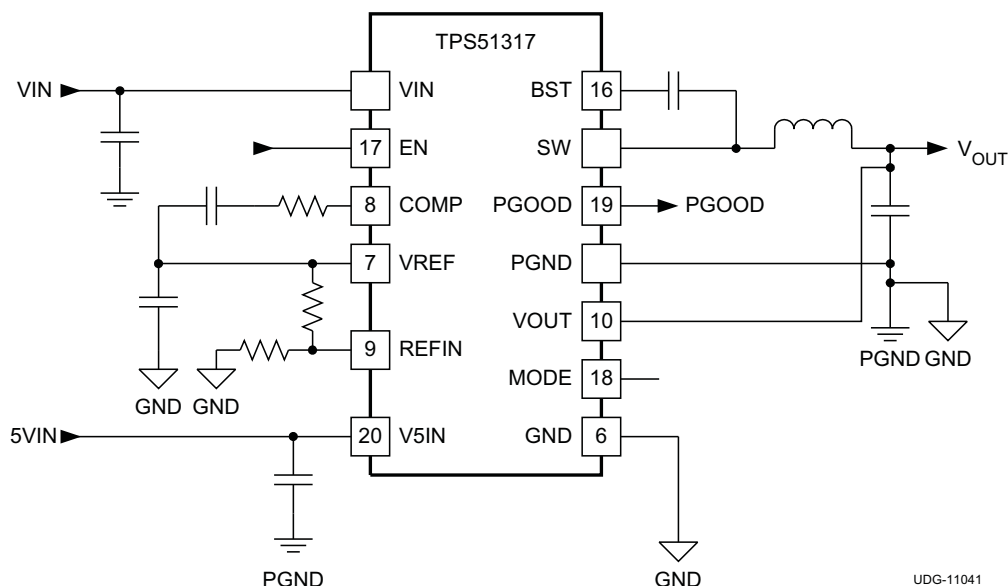 TPS51317
VIN
VIN
BST
16
17
EN
SW
V_OUT
8
COMP
PGOOD
19
PGOOD
7
VREF
PGND
VOUT
10
9
REFIN
PGND
GND
MODE
18
GND
GND
5VIN
20
V5IN
GND
6
PGND
GND
UDG-11041